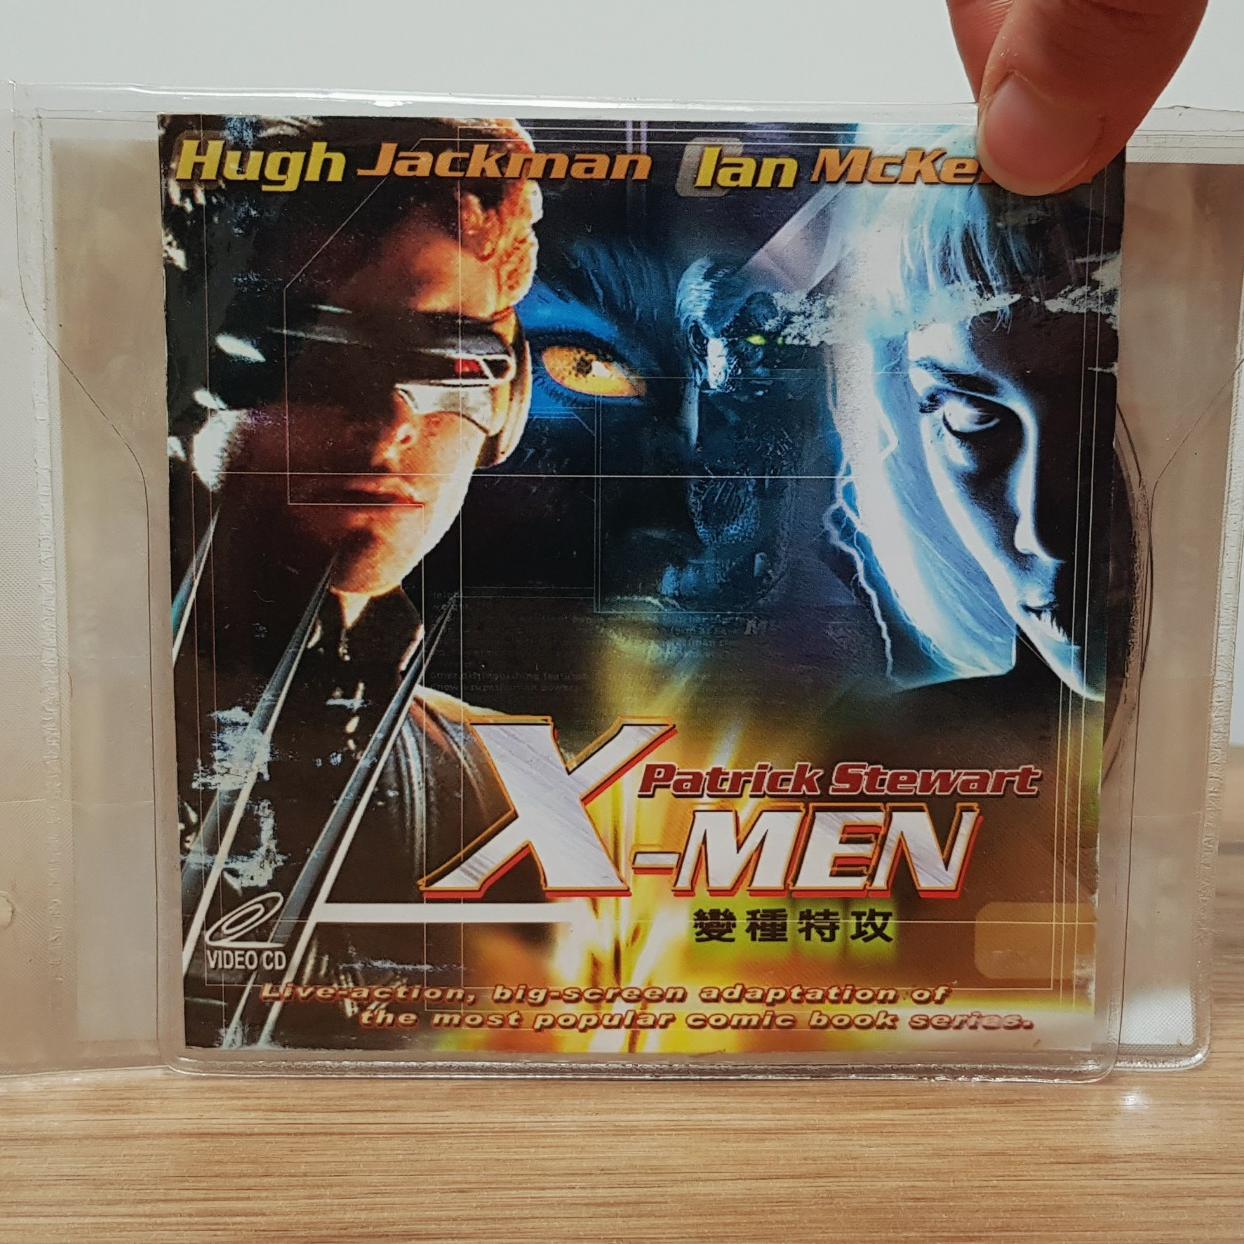 Hugh Jackman Ian
Patrick Stewart
X-MEN
變種特攻
VIDEO CD
Live-action, big-screen adaptation of
the most popular comic book series.